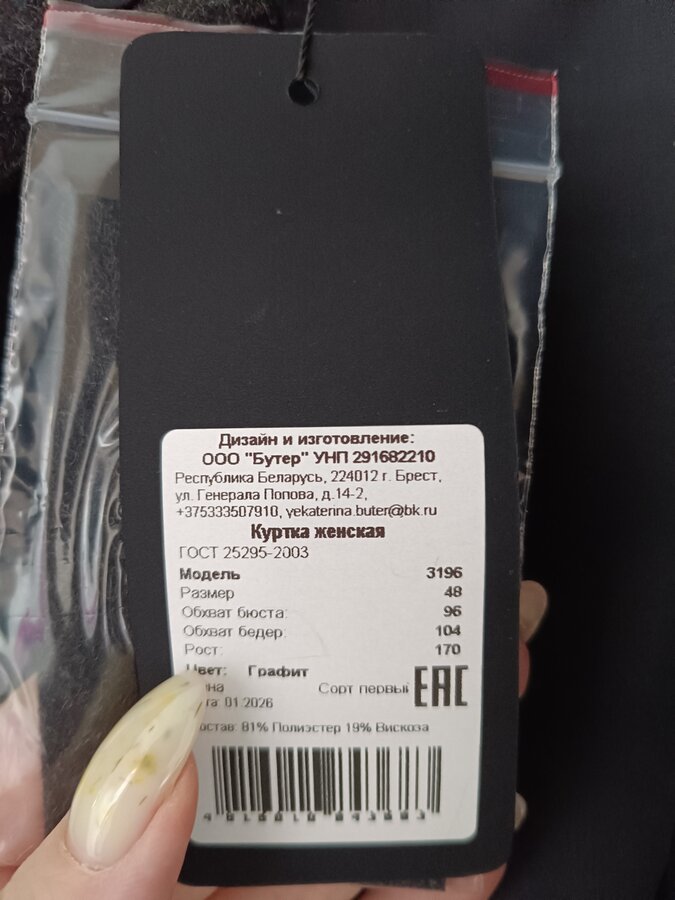 Дизайн и изготовление:
ООО "Бутер" УНП 291682210
Республика Беларусь, 224012 г. Брест,
ул. Генерала Попова, д.14-2,
+375333507910, yekaterina.buter@bk.ru
Куртка женская
ГОСТ 25295-2003
Модель 3196
Размер 48
Обхват бюста: 96
Обхват бедер: 104
Рост: 170
Цвет: Графит
Сорт первый EAC
01.2026
81% Полиэстер 19% Вискоза